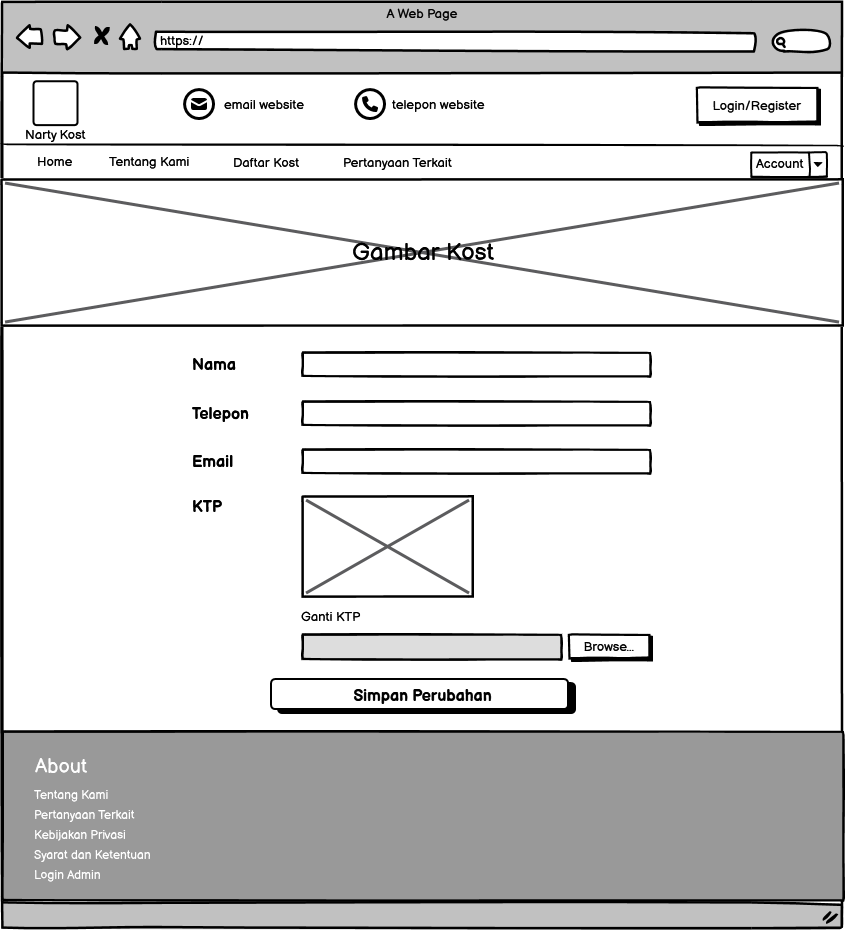 A Web Page
https://
email website
telepon website
Login/Register
Narty Kost
Home
Tentang Kami
Daftar Kost
Pertanyaan Terkait
Account
Gambar Kost
Nama
Telepon
Email
KTP
Ganti KTP
Browse...
Simpan Perubahan
About
Tentang Kami
Pertanyaan Terkait
Kebijakan Privasi
Syarat dan Ketentuan
Login Admin